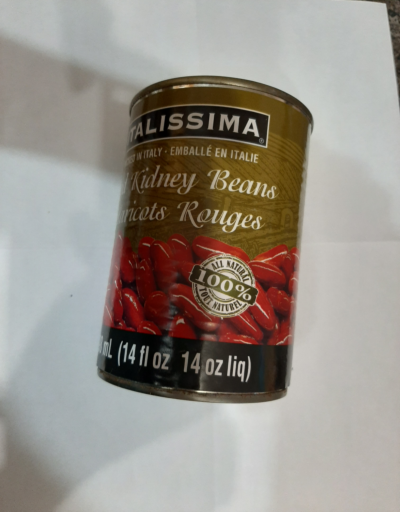 TALISSIMA®
IN ITALY · EMBALLÉ EN ITALIE
Kidney Beans
ricots Rouges
ALL NATURAL
100%
TOUT NATUREL
mL (14 fl oz 14 oz liq)